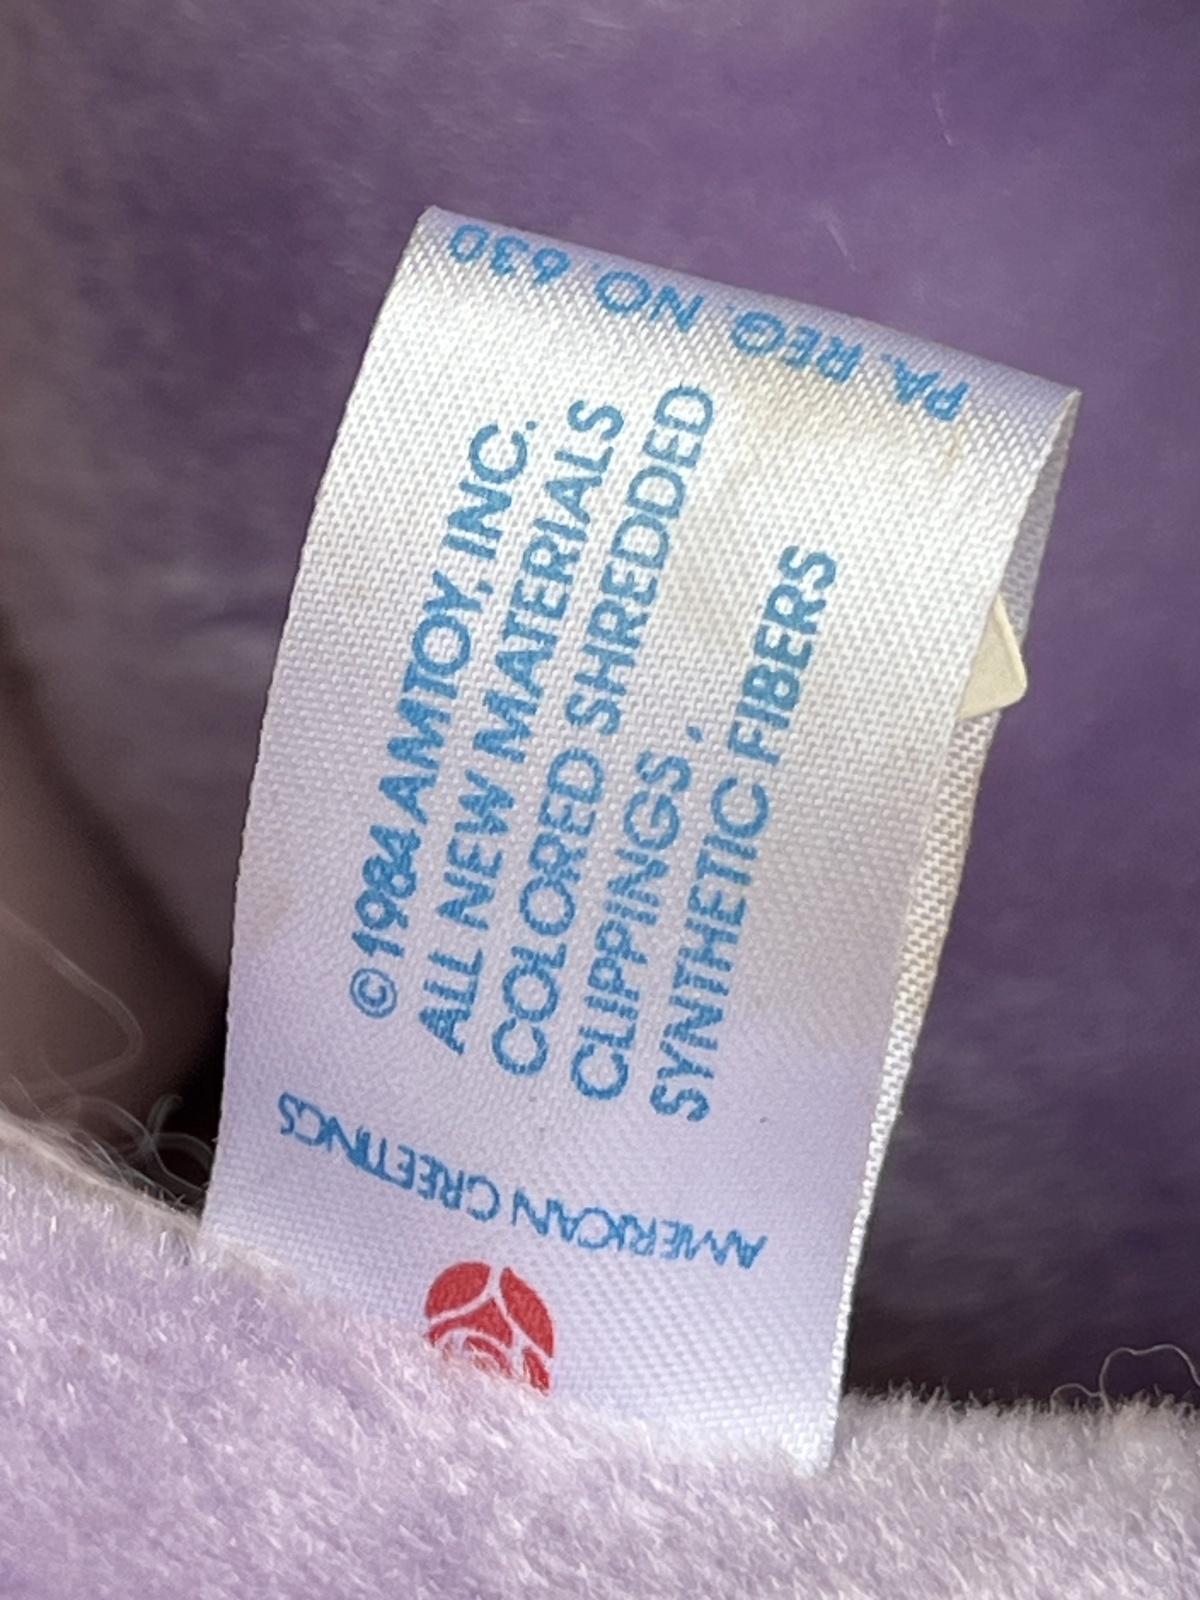 PA. REG. NO. 630
©1984 AMTOY, INC.
ALL NEW MATERIALS
COLORED SHREDDED
CLIPPINGS,
SYNTHETIC FIBERS
AMERICAN GREETINGS